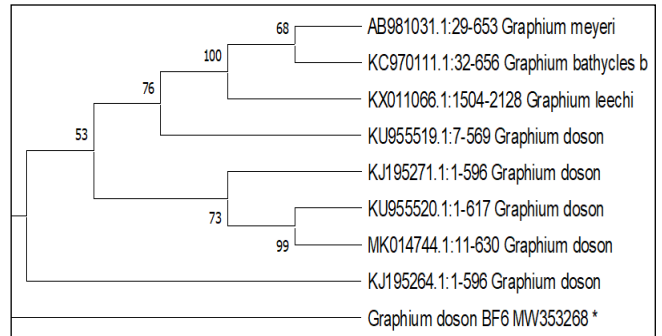 68
AB981031.1:29-653 Graphium meyeri
KC970111.1:32-656 Graphium bathycles b
100
KX011066.1:1504-2128 Graphium leechi
76
KU955519.1:7-569 Graphium doson
53
KJ195271.1:1-596 Graphium doson
73
KU955520.1:1-617 Graphium doson
99
MK014744.1:11-630 Graphium doson
KJ195264.1:1-596 Graphium doson
Graphium doson BF6 MW353268 *